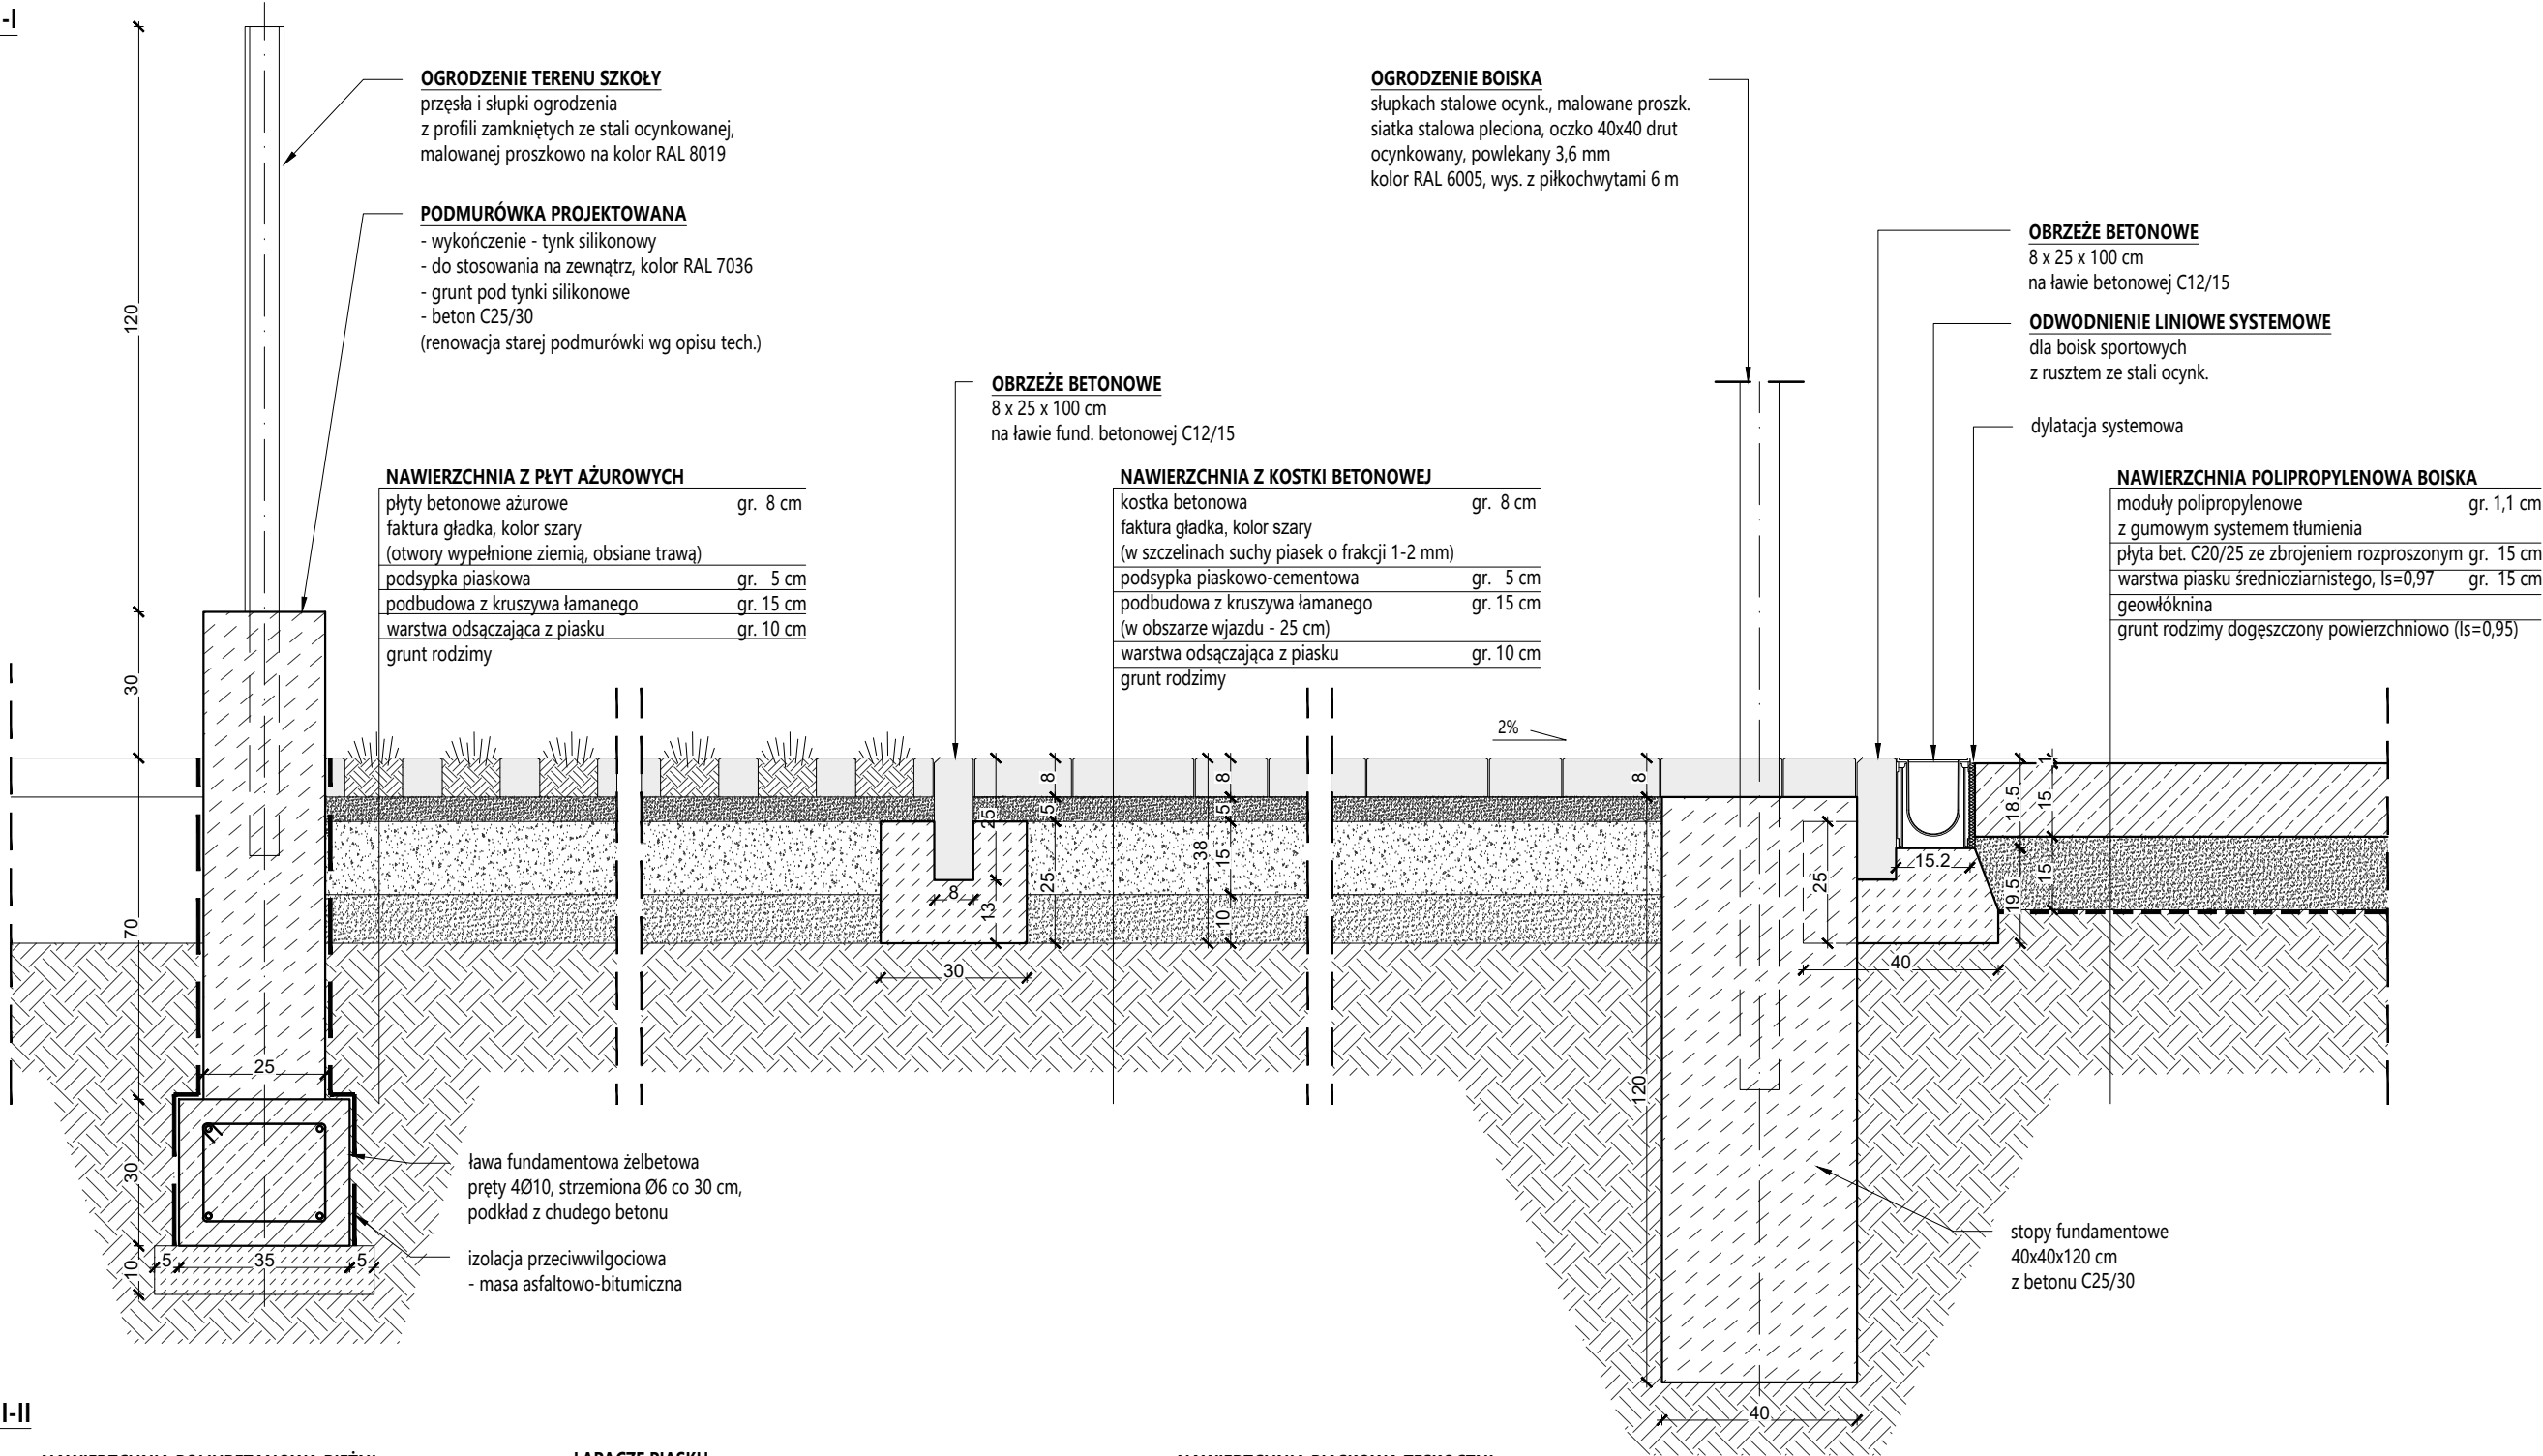 -I
OGRODZENIE TERENU SZKOŁY
przęsła i słupki ogrodzenia
z profili zamkniętych ze stali ocynkowanej,
malowanej proszkowo na kolor RAL 8019
PODMURÓWKA PROJEKTOWANA
- wykończenie - tynk silikonowy
- do stosowania na zewnątrz, kolor RAL 7036
- grunt pod tynki silikonowe
- beton C25/30
(renowacja starej podmurówki wg opisu tech.)
OGRODZENIE BOISKA
słupkach stalowe ocynk., malowane proszk.
siatka stalowa pleciona, oczko 40x40 drut
ocynkowany, powlekany 3,6 mm
kolor RAL 6005, wys. z piłkochwytami 6 m
OBRZEŻE BETONOWE
8 x 25 x 100 cm
na ławie betonowej C12/15
ODWODNIENIE LINIOWE SYSTEMOWE
dla boisk sportowych
z rusztem ze stali ocynk.
dylatacja systemowa
OBRZEŻE BETONOWE
8 x 25 x 100 cm
na ławie fund. betonowej C12/15
NAWIERZCHNIA Z PŁYT AŻUROWYCH
płyty betonowe ażurowe gr. 8 cm
faktura gładka, kolor szary
(otwory wypełnione ziemią, obsiane trawą)
podsypka piaskowa gr. 5 cm
podbudowa z kruszywa łamanego gr. 15 cm
warstwa odsączająca z piasku gr. 10 cm
grunt rodzimy
NAWIERZCHNIA Z KOSTKI BETONOWEJ
kostka betonowa gr. 8 cm
faktura gładka, kolor szary
(w szczelinach suchy piasek o frakcji 1-2 mm)
podsypka piaskowo-cementowa gr. 5 cm
podbudowa z kruszywa łamanego gr. 15 cm
(w obszarze wjazdu - 25 cm)
warstwa odsączająca z piasku gr. 10 cm
grunt rodzimy
NAWIERZCHNIA POLIPROPYLENOWA BOISKA
moduły polipropylenowe gr. 1,1 cm
z gumowym systemem tłumienia
płyta bet. C20/25 ze zbrojeniem rozproszonym gr. 15 cm
warstwa piasku średnioziarnistego, Is=0,97 gr. 15 cm
geowłóknina
grunt rodzimy dogęszczony powierzchniowo (Is=0,95)
120
30
70
30
10
25
5 35 5
2%
25
13
8
8
5
25
30
38
8
5
15
10
8
120
25
40
15.2
18.5
19.5
1
15
15
40
ława fundamentowa żelbetowa
pręty 4Ø10, strzemiona Ø6 co 30 cm,
podkład z chudego betonu
izolacja przeciwwilgociowa
- masa asfaltowo-bitumiczna
stopy fundamentowe
40x40x120 cm
z betonu C25/30
I-II